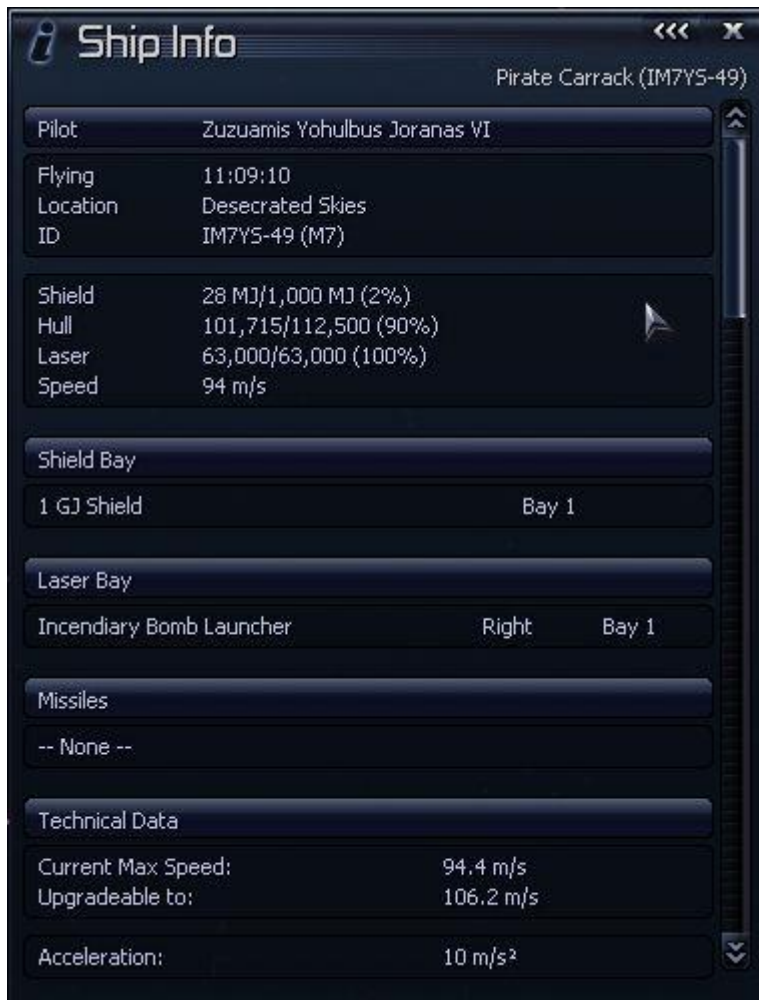 Ship Info
Pirate Carrack (IM7YS-49)
Pilot Zuzuamis Yohulbus Joranas VI
Flying 11:09:10
Location Desecrated Skies
ID IM7YS-49 (M7)
Shield 28 MJ/1,000 MJ (2%)
Hull 101,715/112,500 (90%)
Laser 63,000/63,000 (100%)
Speed 94 m/s
Shield Bay
1 GJ Shield Bay 1
Laser Bay
Incendiary Bomb Launcher Right Bay 1
Missiles
-- None --
Technical Data
Current Max Speed: 94.4 m/s
Upgradeable to: 106.2 m/s
Acceleration: 10 m/s²